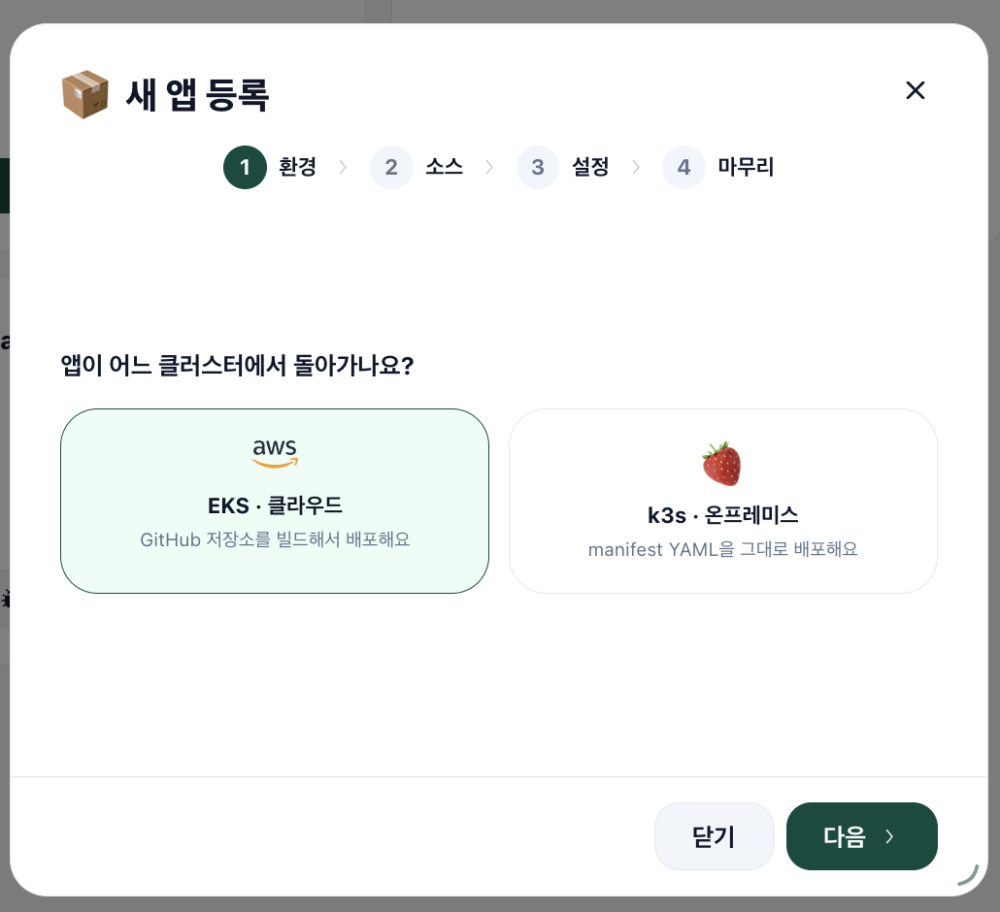 새 앱 등록
1 환경
2 소스
3 설정
4 마무리
앱이 어느 클러스터에서 돌아가나요?
aws
EKS · 클라우드
GitHub 저장소를 빌드해서 배포해요
k3s · 온프레미스
manifest YAML을 그대로 배포해요
닫기
다음